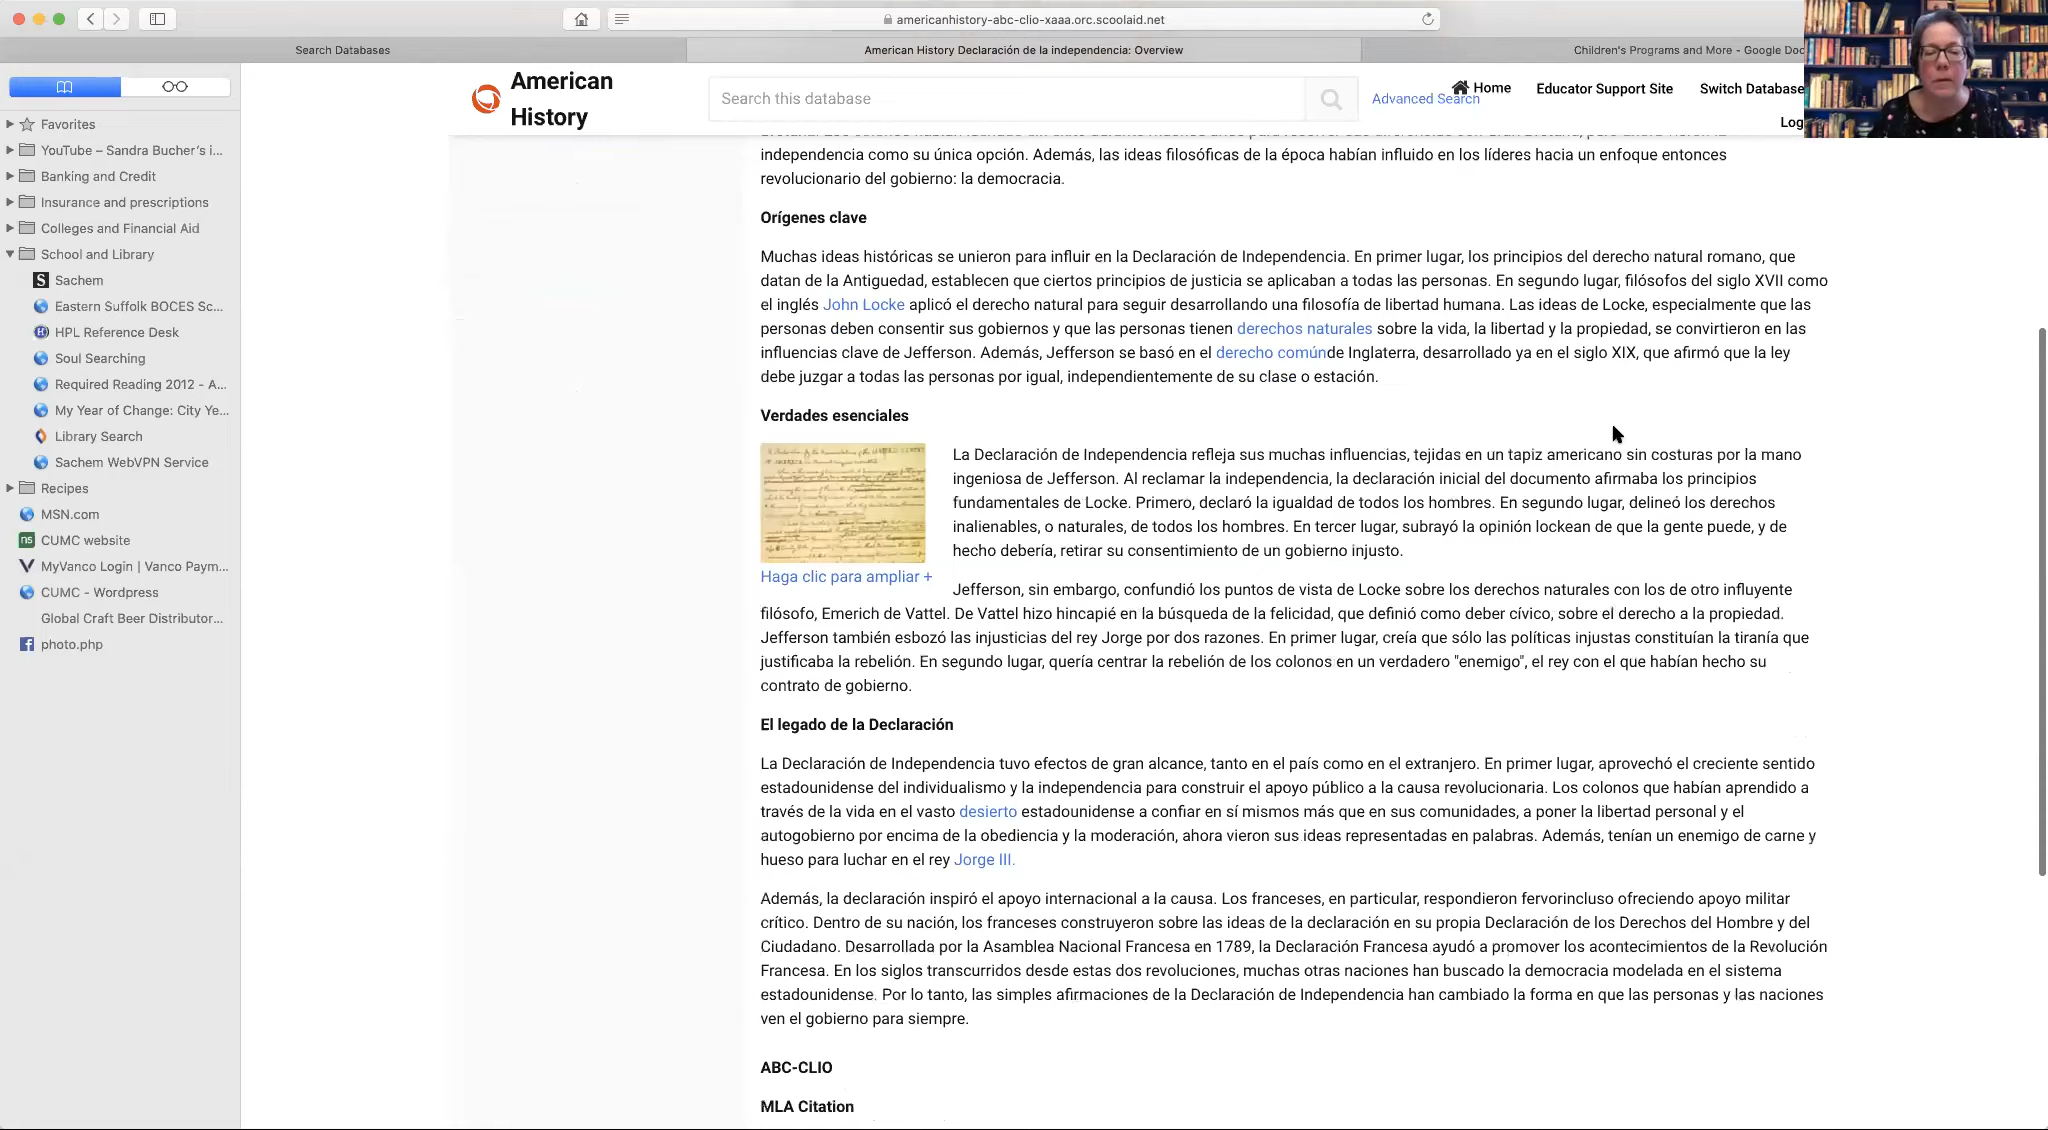 americanhistory-abc-clio-xaaa.orc.scoolaid.net
Search Databases
American History Declaración de la independencia: Overview
Children's Programs and More - Google Doc
Favorites
YouTube – Sandra Bucher's i...
Banking and Credit
Insurance and prescriptions
Colleges and Financial Aid
School and Library
S Sachem
Eastern Suffolk BOCES Sc...
HPL Reference Desk
Soul Searching
Required Reading 2012 - A...
My Year of Change: City Ye...
Library Search
Sachem WebVPN Service
Recipes
MSN.com
ns CUMC website
MyVanco Login | Vanco Paym...
CUMC - Wordpress
Global Craft Beer Distributor...
photo.php
American
History
Search this database
Advanced Search
Home
Educator Support Site
Switch Database
Log
independencia como su única opción. Además, las ideas filosóficas de la época habían influido en los líderes hacia un enfoque entonces
revolucionario del gobierno: la democracia.
Orígenes clave
Muchas ideas históricas se unieron para influir en la Declaración de Independencia. En primer lugar, los principios del derecho natural romano, que
datan de la Antiguedad, establecen que ciertos principios de justicia se aplicaban a todas las personas. En segundo lugar, filósofos del siglo XVII como
el inglés John Locke aplicó el derecho natural para seguir desarrollando una filosofía de libertad humana. Las ideas de Locke, especialmente que las
personas deben consentir sus gobiernos y que las personas tienen derechos naturales sobre la vida, la libertad y la propiedad, se convirtieron en las
influencias clave de Jefferson. Además, Jefferson se basó en el derecho comúnde Inglaterra, desarrollado ya en el siglo XIX, que afirmó que la ley
debe juzgar a todas las personas por igual, independientemente de su clase o estación.
Verdades esenciales
La Declaración de Independencia refleja sus muchas influencias, tejidas en un tapiz americano sin costuras por la mano
ingeniosa de Jefferson. Al reclamar la independencia, la declaración inicial del documento afirmaba los principios
fundamentales de Locke. Primero, declaró la igualdad de todos los hombres. En segundo lugar, delineó los derechos
inalienables, o naturales, de todos los hombres. En tercer lugar, subrayó la opinión lockean de que la gente puede, y de
hecho debería, retirar su consentimiento de un gobierno injusto.
Haga clic para ampliar +
Jefferson, sin embargo, confundió los puntos de vista de Locke sobre los derechos naturales con los de otro influyente
filósofo, Emerich de Vattel. De Vattel hizo hincapié en la búsqueda de la felicidad, que definió como deber cívico, sobre el derecho a la propiedad.
Jefferson también esbozó las injusticias del rey Jorge por dos razones. En primer lugar, creía que sólo las políticas injustas constituían la tiranía que
justificaba la rebelión. En segundo lugar, quería centrar la rebelión de los colonos en un verdadero "enemigo", el rey con el que habían hecho su
contrato de gobierno.
El legado de la Declaración
La Declaración de Independencia tuvo efectos de gran alcance, tanto en el país como en el extranjero. En primer lugar, aprovechó el creciente sentido
estadounidense del individualismo y la independencia para construir el apoyo público a la causa revolucionaria. Los colonos que habían aprendido a
través de la vida en el vasto desierto estadounidense a confiar en sí mismos más que en sus comunidades, a poner la libertad personal y el
autogobierno por encima de la obediencia y la moderación, ahora vieron sus ideas representadas en palabras. Además, tenían un enemigo de carne y
hueso para luchar en el rey Jorge III.
Además, la declaración inspiró el apoyo internacional a la causa. Los franceses, en particular, respondieron fervorincluso ofreciendo apoyo militar
crítico. Dentro de su nación, los franceses construyeron sobre las ideas de la declaración en su propia Declaración de los Derechos del Hombre y del
Ciudadano. Desarrollada por la Asamblea Nacional Francesa en 1789, la Declaración Francesa ayudó a promover los acontecimientos de la Revolución
Francesa. En los siglos transcurridos desde estas dos revoluciones, muchas otras naciones han buscado la democracia modelada en el sistema
estadounidense. Por lo tanto, las simples afirmaciones de la Declaración de Independencia han cambiado la forma en que las personas y las naciones
ven el gobierno para siempre.
ABC-CLIO
MLA Citation